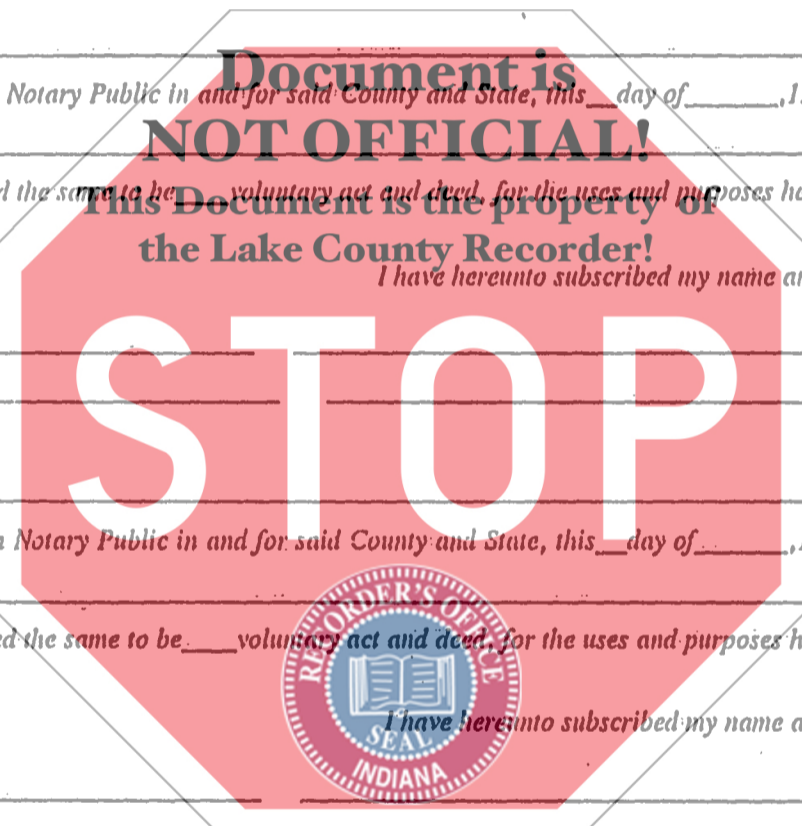 Document is
Notary Public in and for said County and State, this__day of_______,1
NOT OFFICIAL!
the same to be____voluntary act and deed, for the uses and purposes
This Document is the property of
the Lake County Recorder!
I have hereunto subscribed my name
STOP
Notary Public in and for said County and State, this__day of_______,
the same to be____voluntary act and deed, for the uses and purposes
RECORDER'S OFFICE
I have hereunto subscribed my name
SEAL
INDIANA